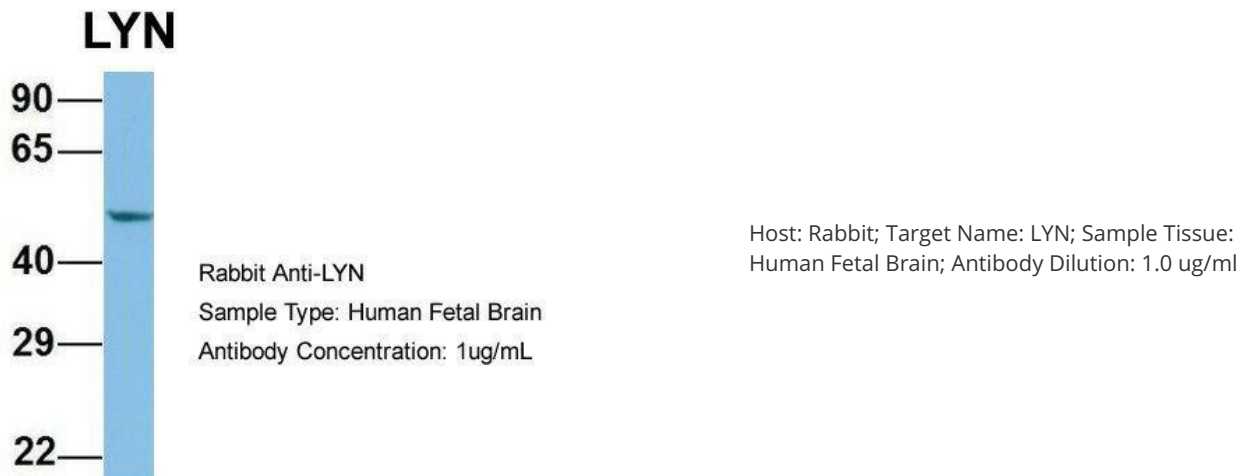 LYN
90
65
40
29
22
Rabbit Anti-LYN
Sample Type: Human Fetal Brain
Antibody Concentration: 1ug/mL
Host: Rabbit; Target Name: LYN; Sample Tissue:
Human Fetal Brain; Antibody Dilution: 1.0 ug/ml